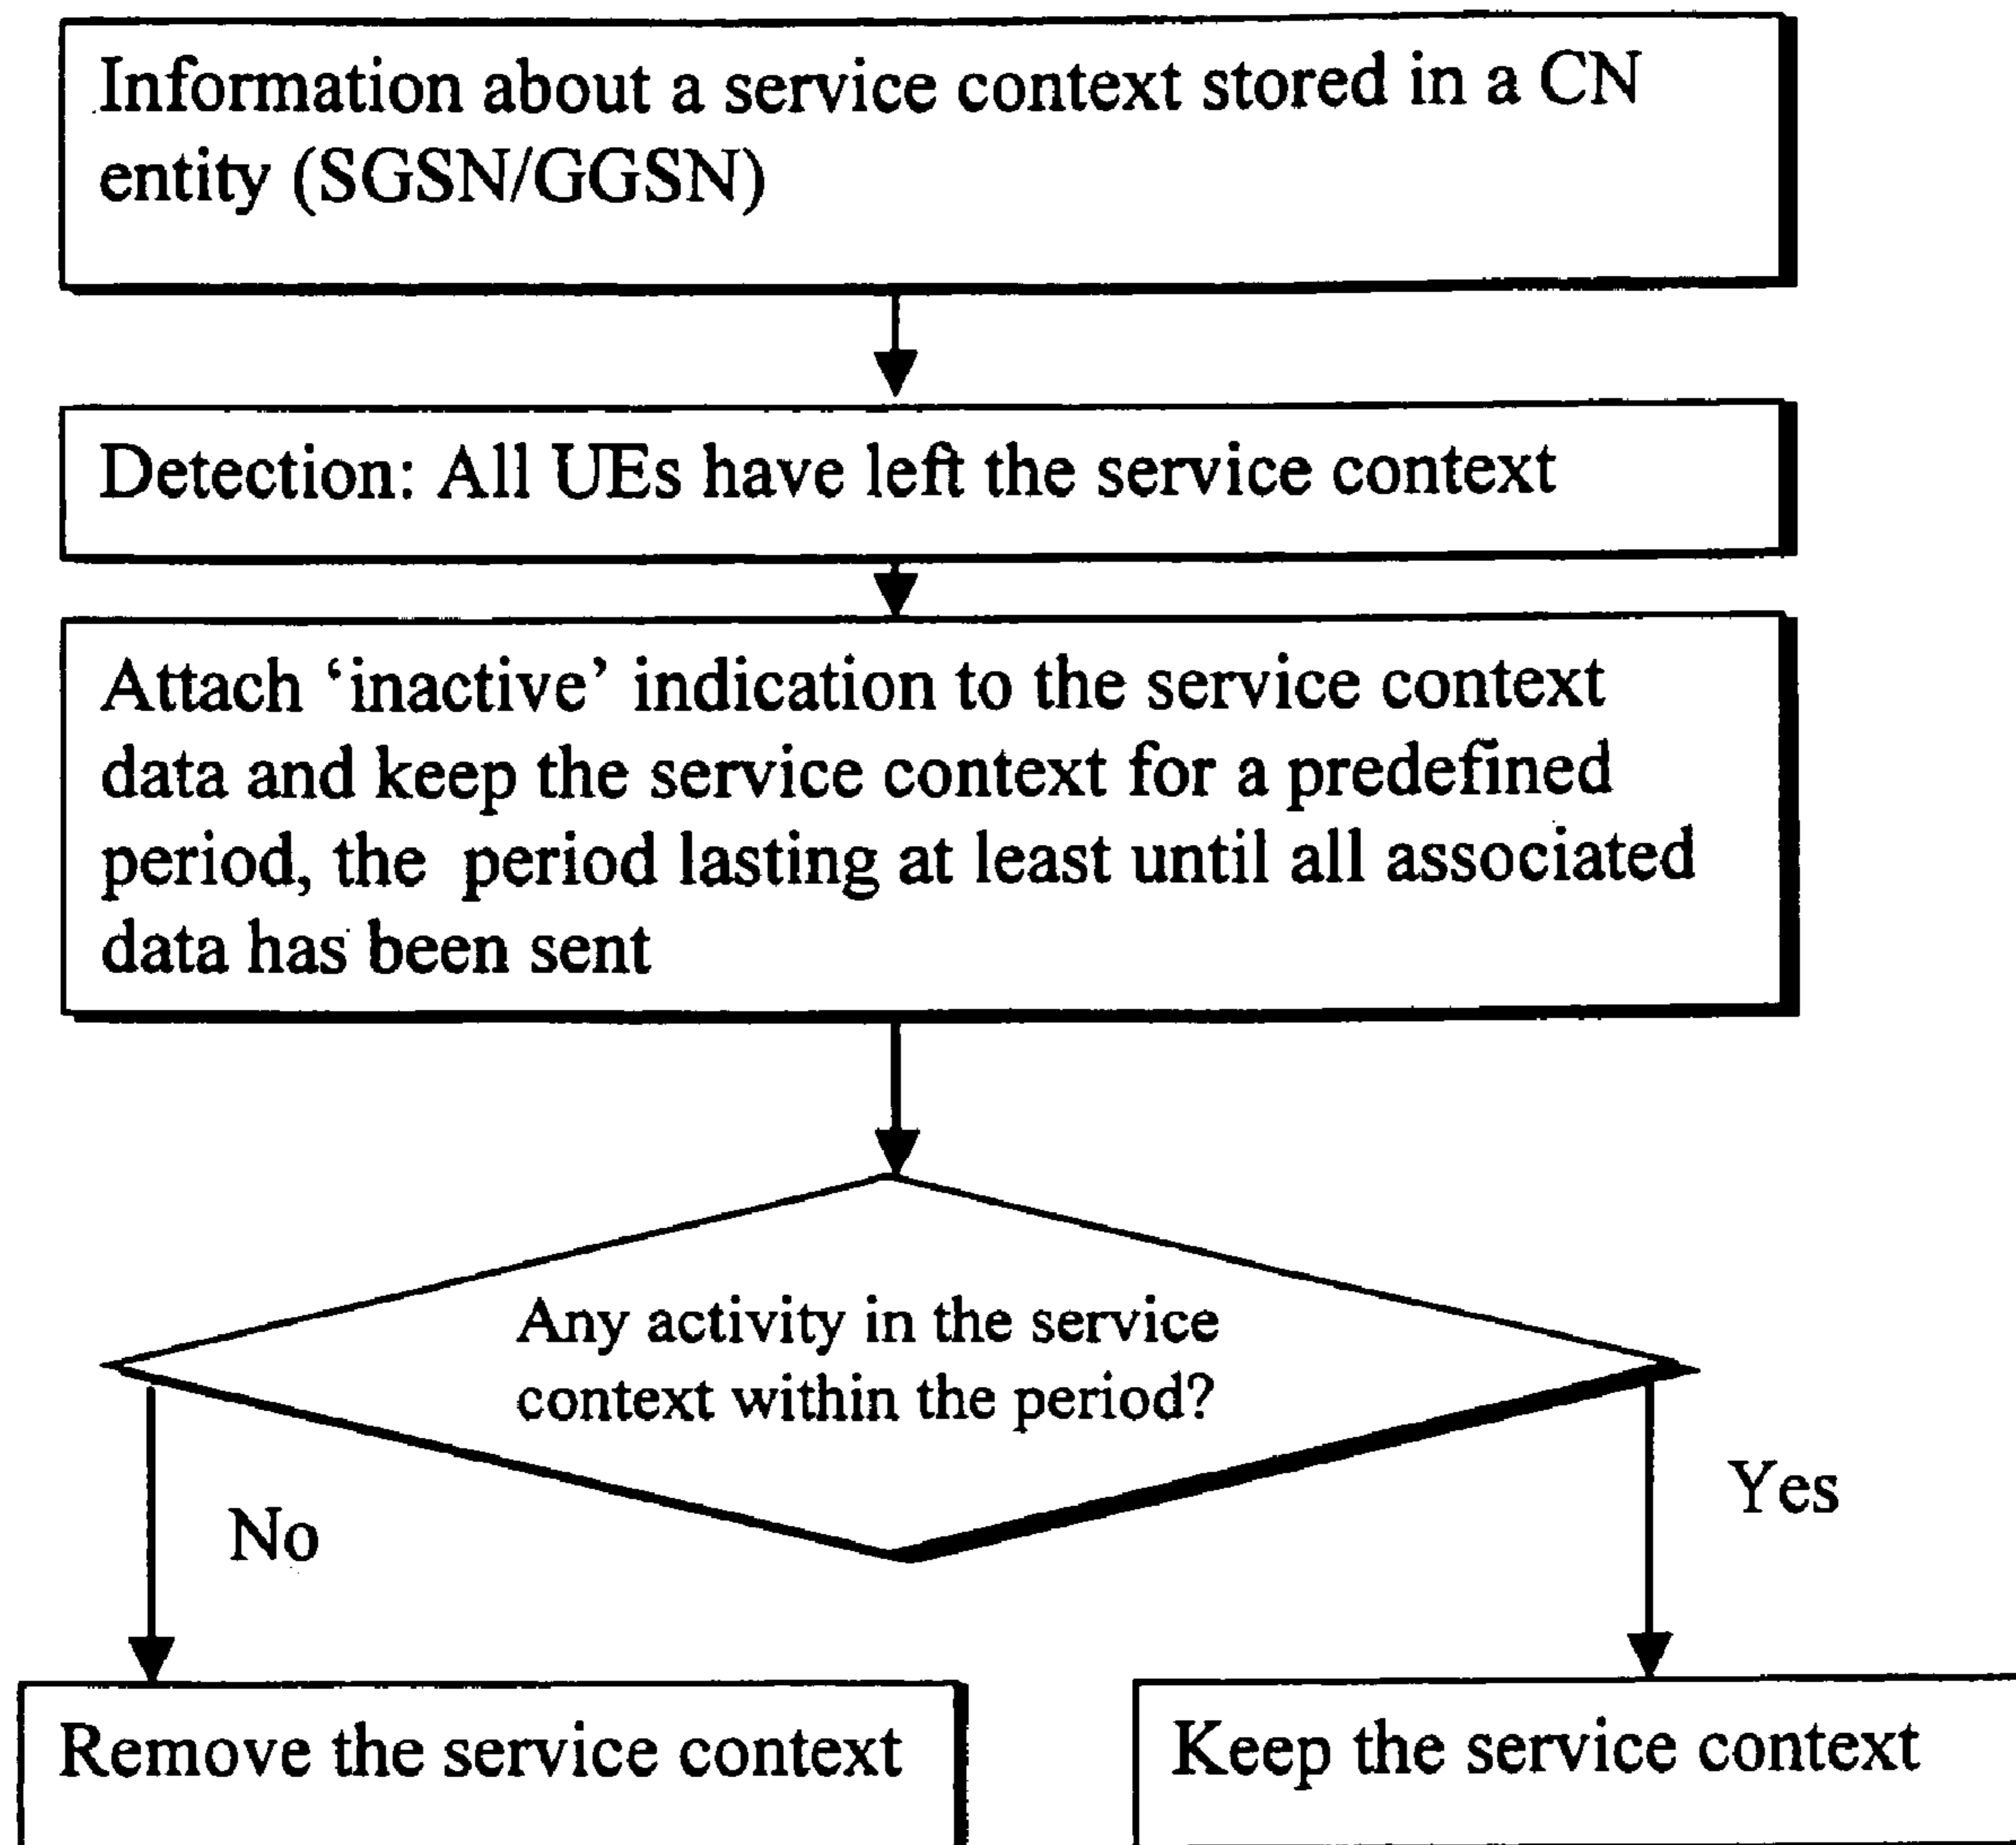 Information about a service context stored in a CN
entity (SGSN/GGSN)
Detection: All UEs have left the service context
Attach ‘inactive’ indication to the service context
data and keep the service context for a predefined
period, the period lasting at least until all associated
data has been sent
Any activity in the service
context within the period?
No
Yes
Remove the service context
Keep the service context